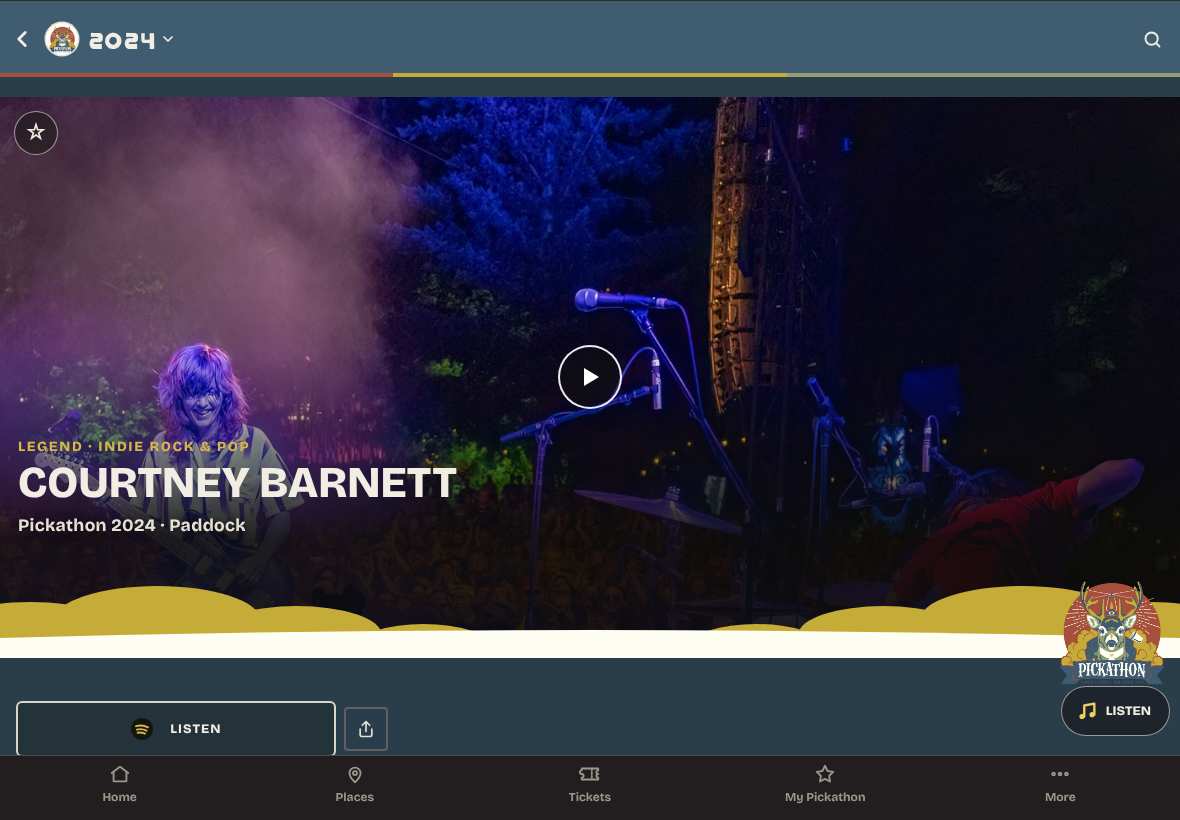 2024
LEGEND · INDIE ROCK & POP
COURTNEY BARNETT
Pickathon 2024 · Paddock
PICKATHON
LISTEN
LISTEN
Home
Places
Tickets
My Pickathon
More